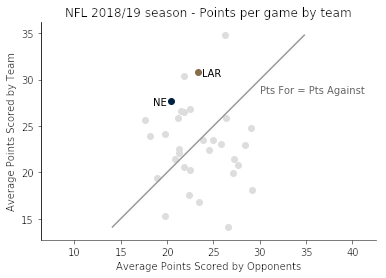 NFL 2018/19 season - Points per game by team
Average Points Scored by Team
35
30
25
20
15
LAR
NE
Pts For = Pts Against
10
15
20
25
30
35
40
Average Points Scored by Opponents